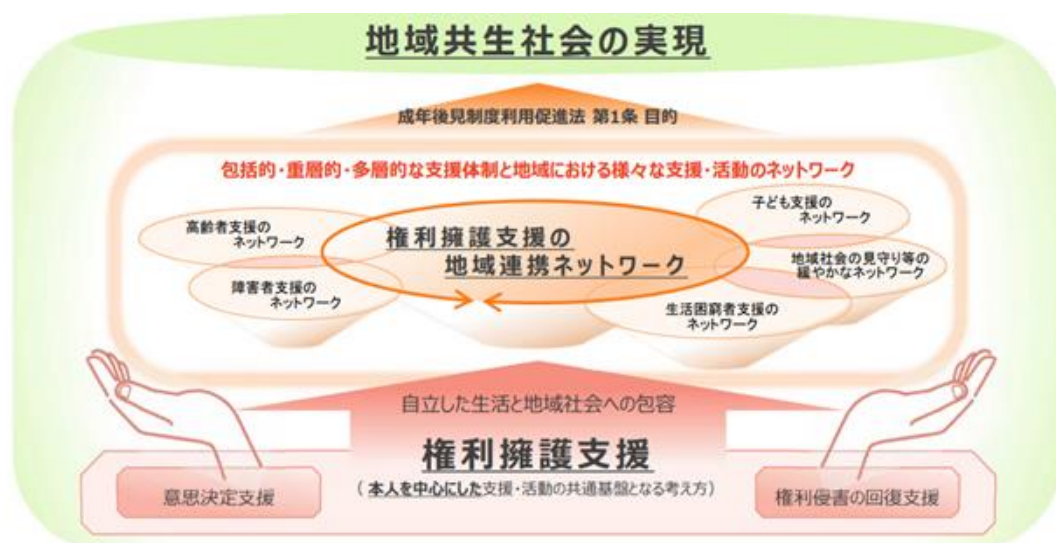 地域共生社会の実現
成年後見制度利用促進法 第1条 目的
包括的・重層的・多層的な支援体制と地域における様々な支援・活動のネットワーク
高齢者支援の
ネットワーク
障害者支援の
ネットワーク
権利擁護支援の
地域連携ネットワーク
子ども支援の
ネットワーク
地域社会の見守り等の
緩やかなネットワーク
生活困窮者支援の
ネットワーク
自立した生活と地域社会への包容
権利擁護支援
（本人を中心にした支援・活動の共通基盤となる考え方）
意思決定支援
権利侵害の回復支援